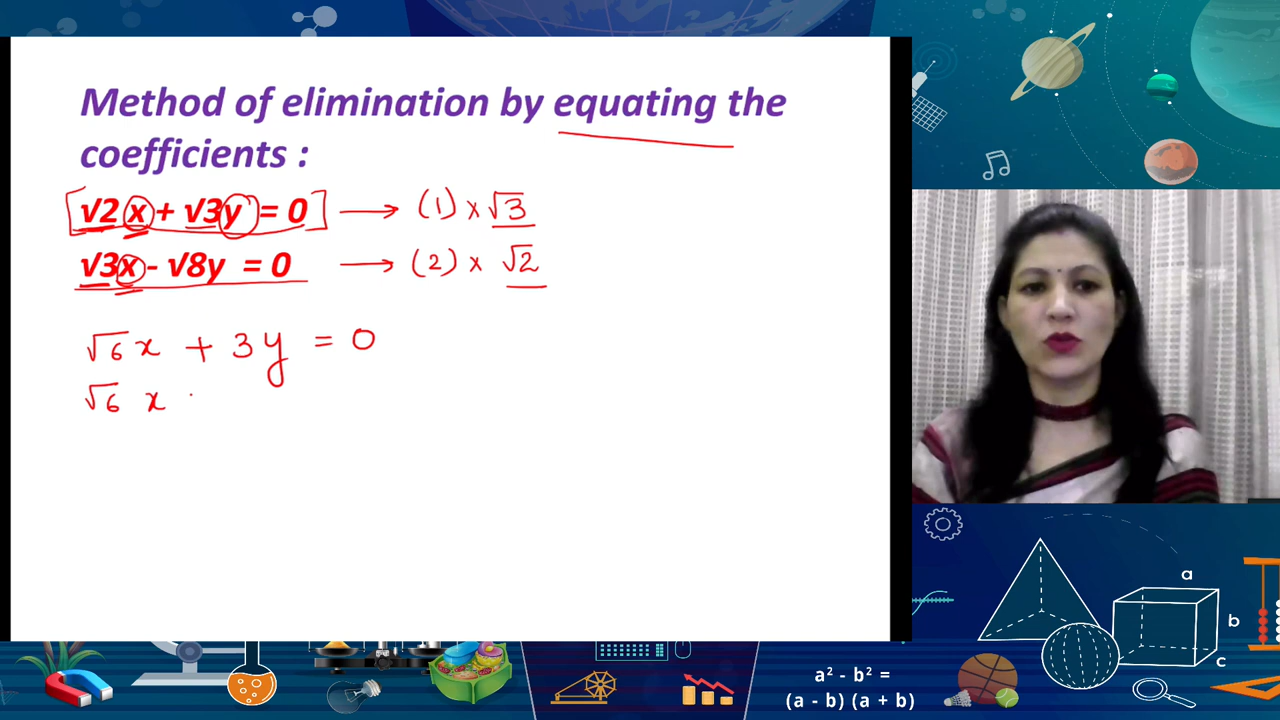 Method of elimination by equating the
coefficients :
√2 x + √3y = 0 ⟶ (1) × √3
√3x - √8y = 0 ⟶ (2) × √2
√6 x + 3y = 0
√6 x
a
b
c
a² - b² =
(a - b) (a + b)